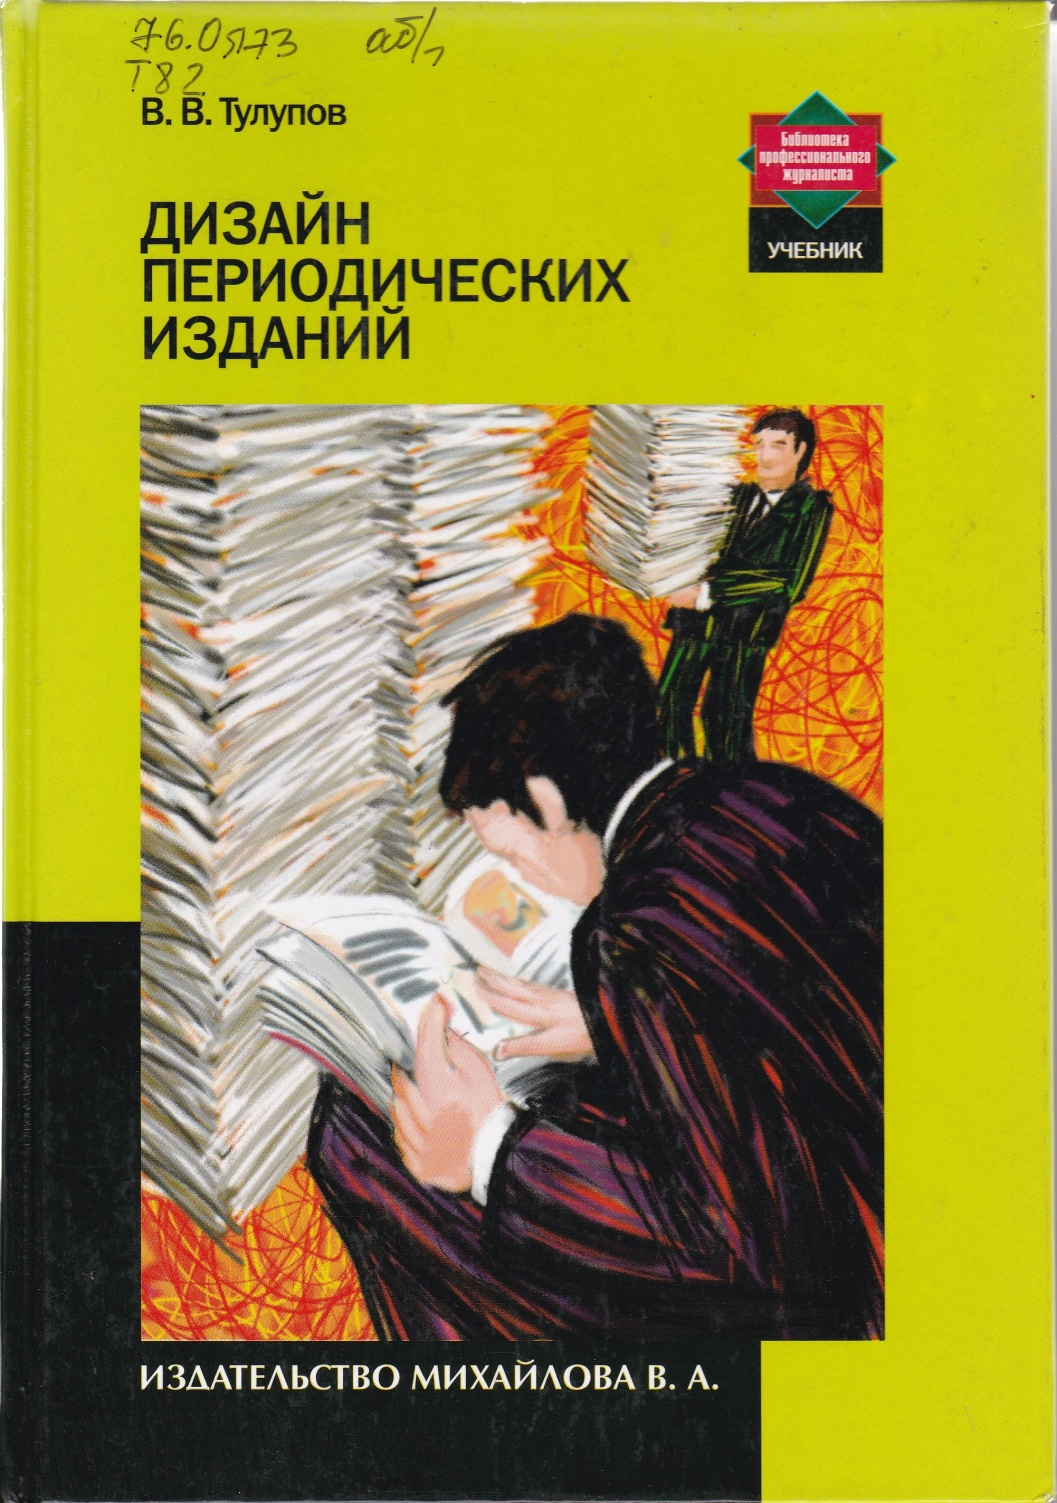 76.0я73 аб/1
Т82
В. В. Тулупов
Библиотека
профессионального
журналиста
УЧЕБНИК
ДИЗАЙН
ПЕРИОДИЧЕСКИХ
ИЗДАНИЙ
ИЗДАТЕЛЬСТВО МИХАЙЛОВА В. А.